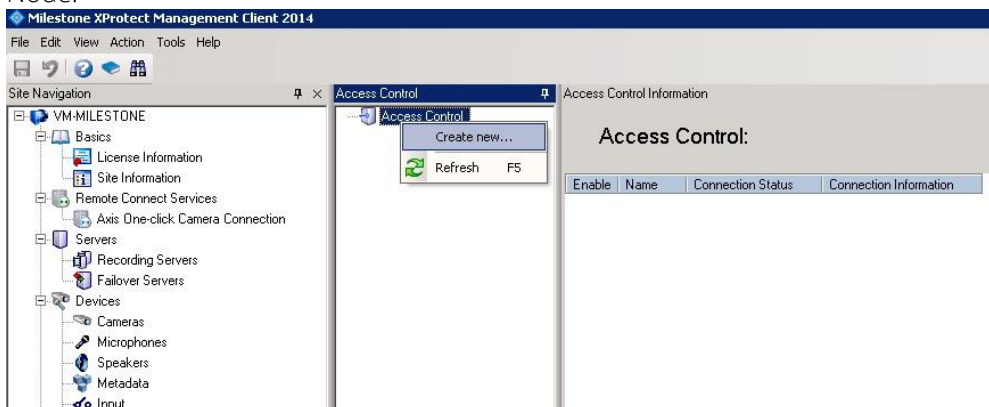 Milestone XProtect Management Client 2014
File Edit View Action Tools Help
Site Navigation
VM-MILESTONE
Basics
License Information
Site Information
Remote Connect Services
Axis One-click Camera Connection
Servers
Recording Servers
Failover Servers
Devices
Cameras
Microphones
Speakers
Metadata
Input
Access Control
Access Control
Create new...
Refresh F5
Access Control Information
Access Control:
Enable Name Connection Status Connection Information